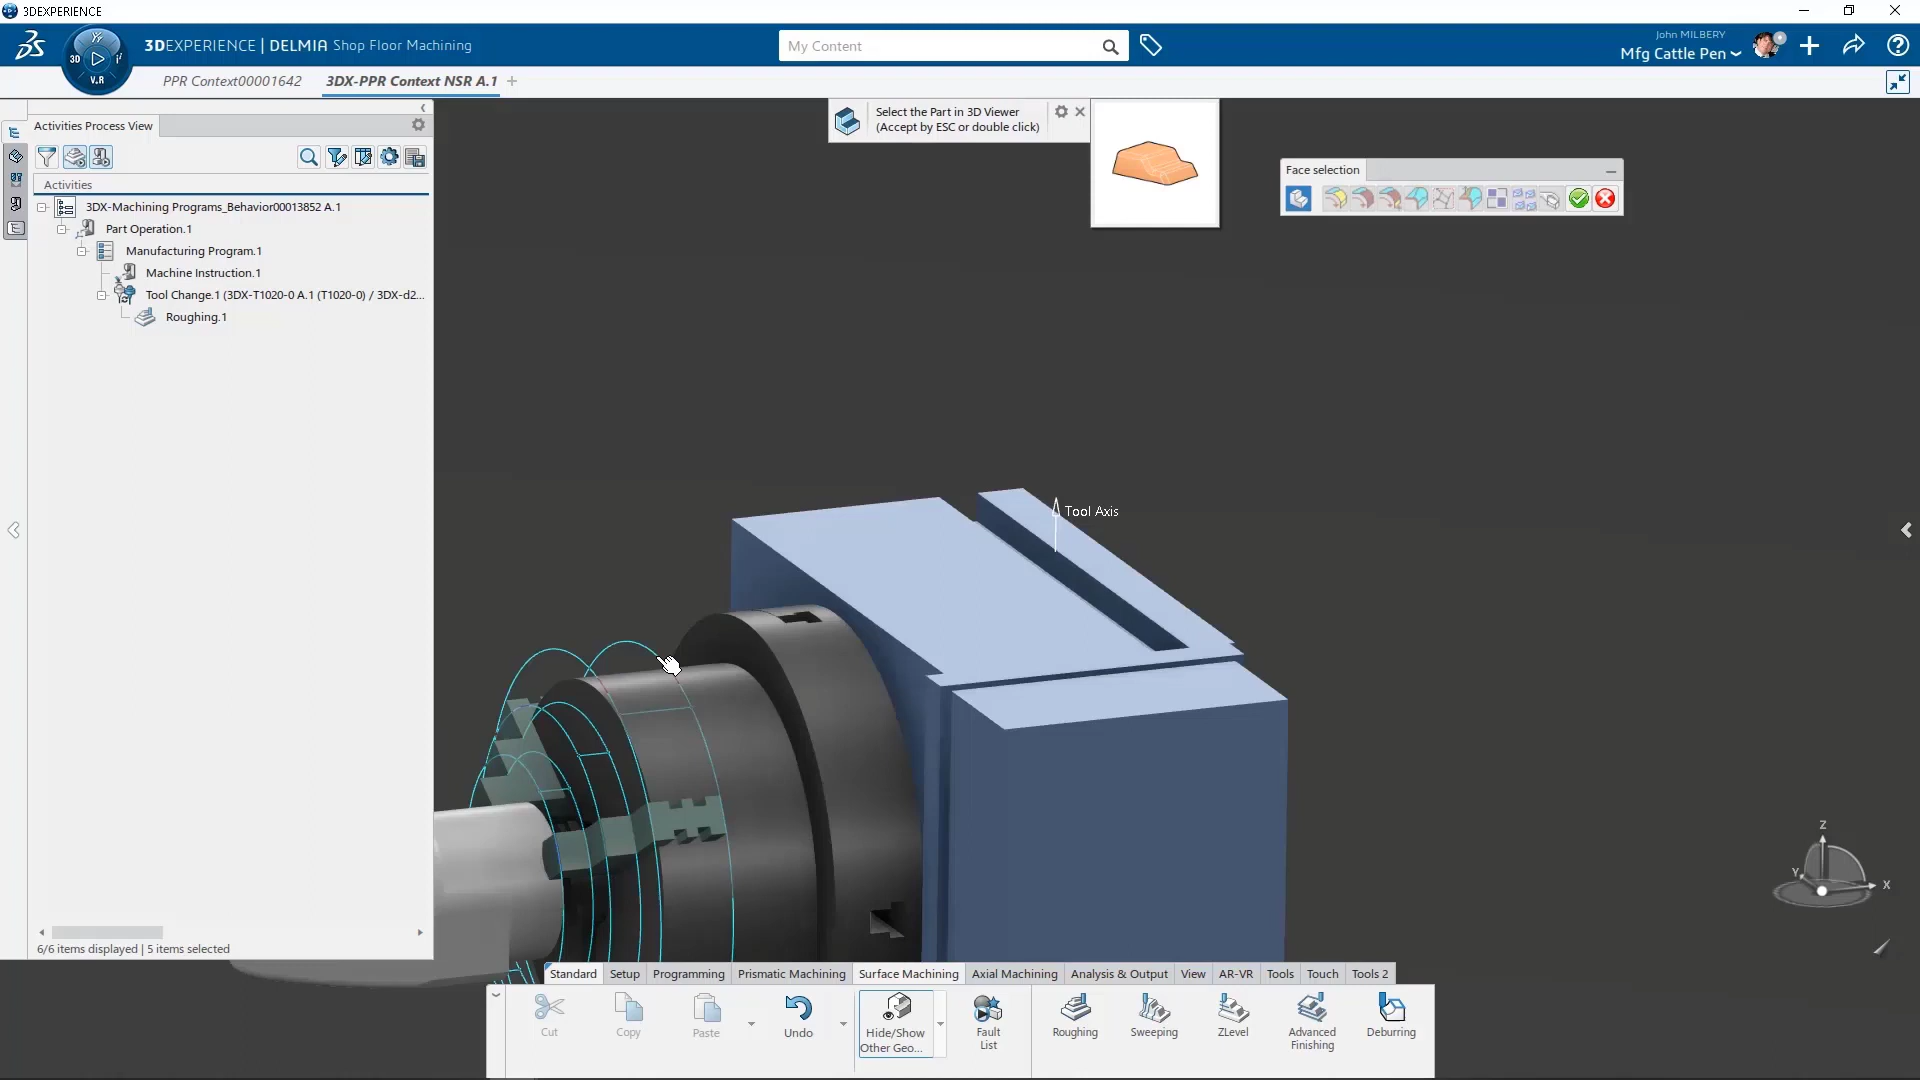 3DEXPERIENCE
3DEXPERIENCE | DELMIA Shop Floor Machining
3D
V.R
My Content
John MILBERY
Mfg Cattle Pen
PPR Context00001642
3DX-PPR Context NSR A.1
Activities Process View
Activities
3DX-Machining Programs_Behavior00013852 A.1
Part Operation.1
Manufacturing Program.1
Machine Instruction.1
Tool Change.1 (3DX-T1020-0 A.1 (T1020-0) / 3DX-d2...
Roughing.1
6/6 items displayed | 5 items selected
Select the Part in 3D Viewer
(Accept by ESC or double click)
Face selection
Tool Axis
Z
Y
X
Standard
Setup
Programming
Prismatic Machining
Surface Machining
Axial Machining
Analysis & Output
View
AR-VR
Tools
Touch
Tools 2
Cut
Copy
Paste
Undo
Hide/Show
Other Geo...
Fault
List
Roughing
Sweeping
ZLevel
Advanced
Finishing
Deburring